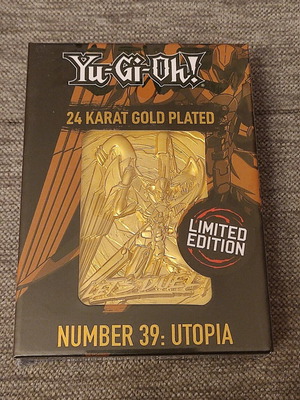 Yu-Gi-Oh!
24 KARAT GOLD PLATED
LIMITED
EDITION
NUMBER 39: UTOPIA